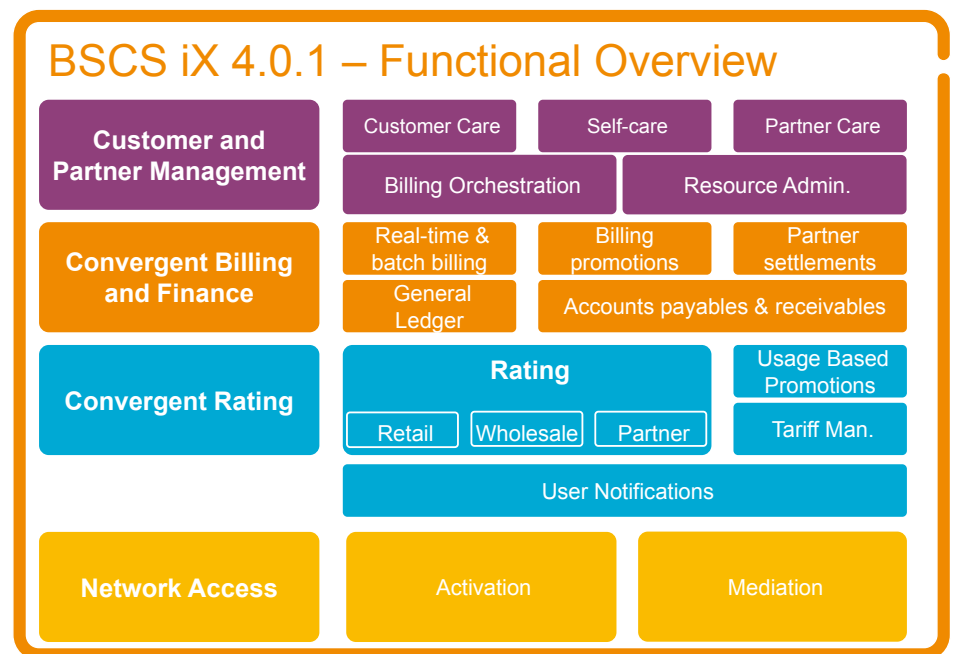 BSCS iX 4.0.1 – Functional Overview
Customer and
Partner Management
Customer Care
Self-care
Partner Care
Billing Orchestration
Resource Admin.
Convergent Billing
and Finance
Real-time &
batch billing
Billing
promotions
Partner
settlements
General
Ledger
Accounts payables & receivables
Convergent Rating
Rating
Retail
Wholesale
Partner
Usage Based
Promotions
Tariff Man.
User Notifications
Network Access
Activation
Mediation